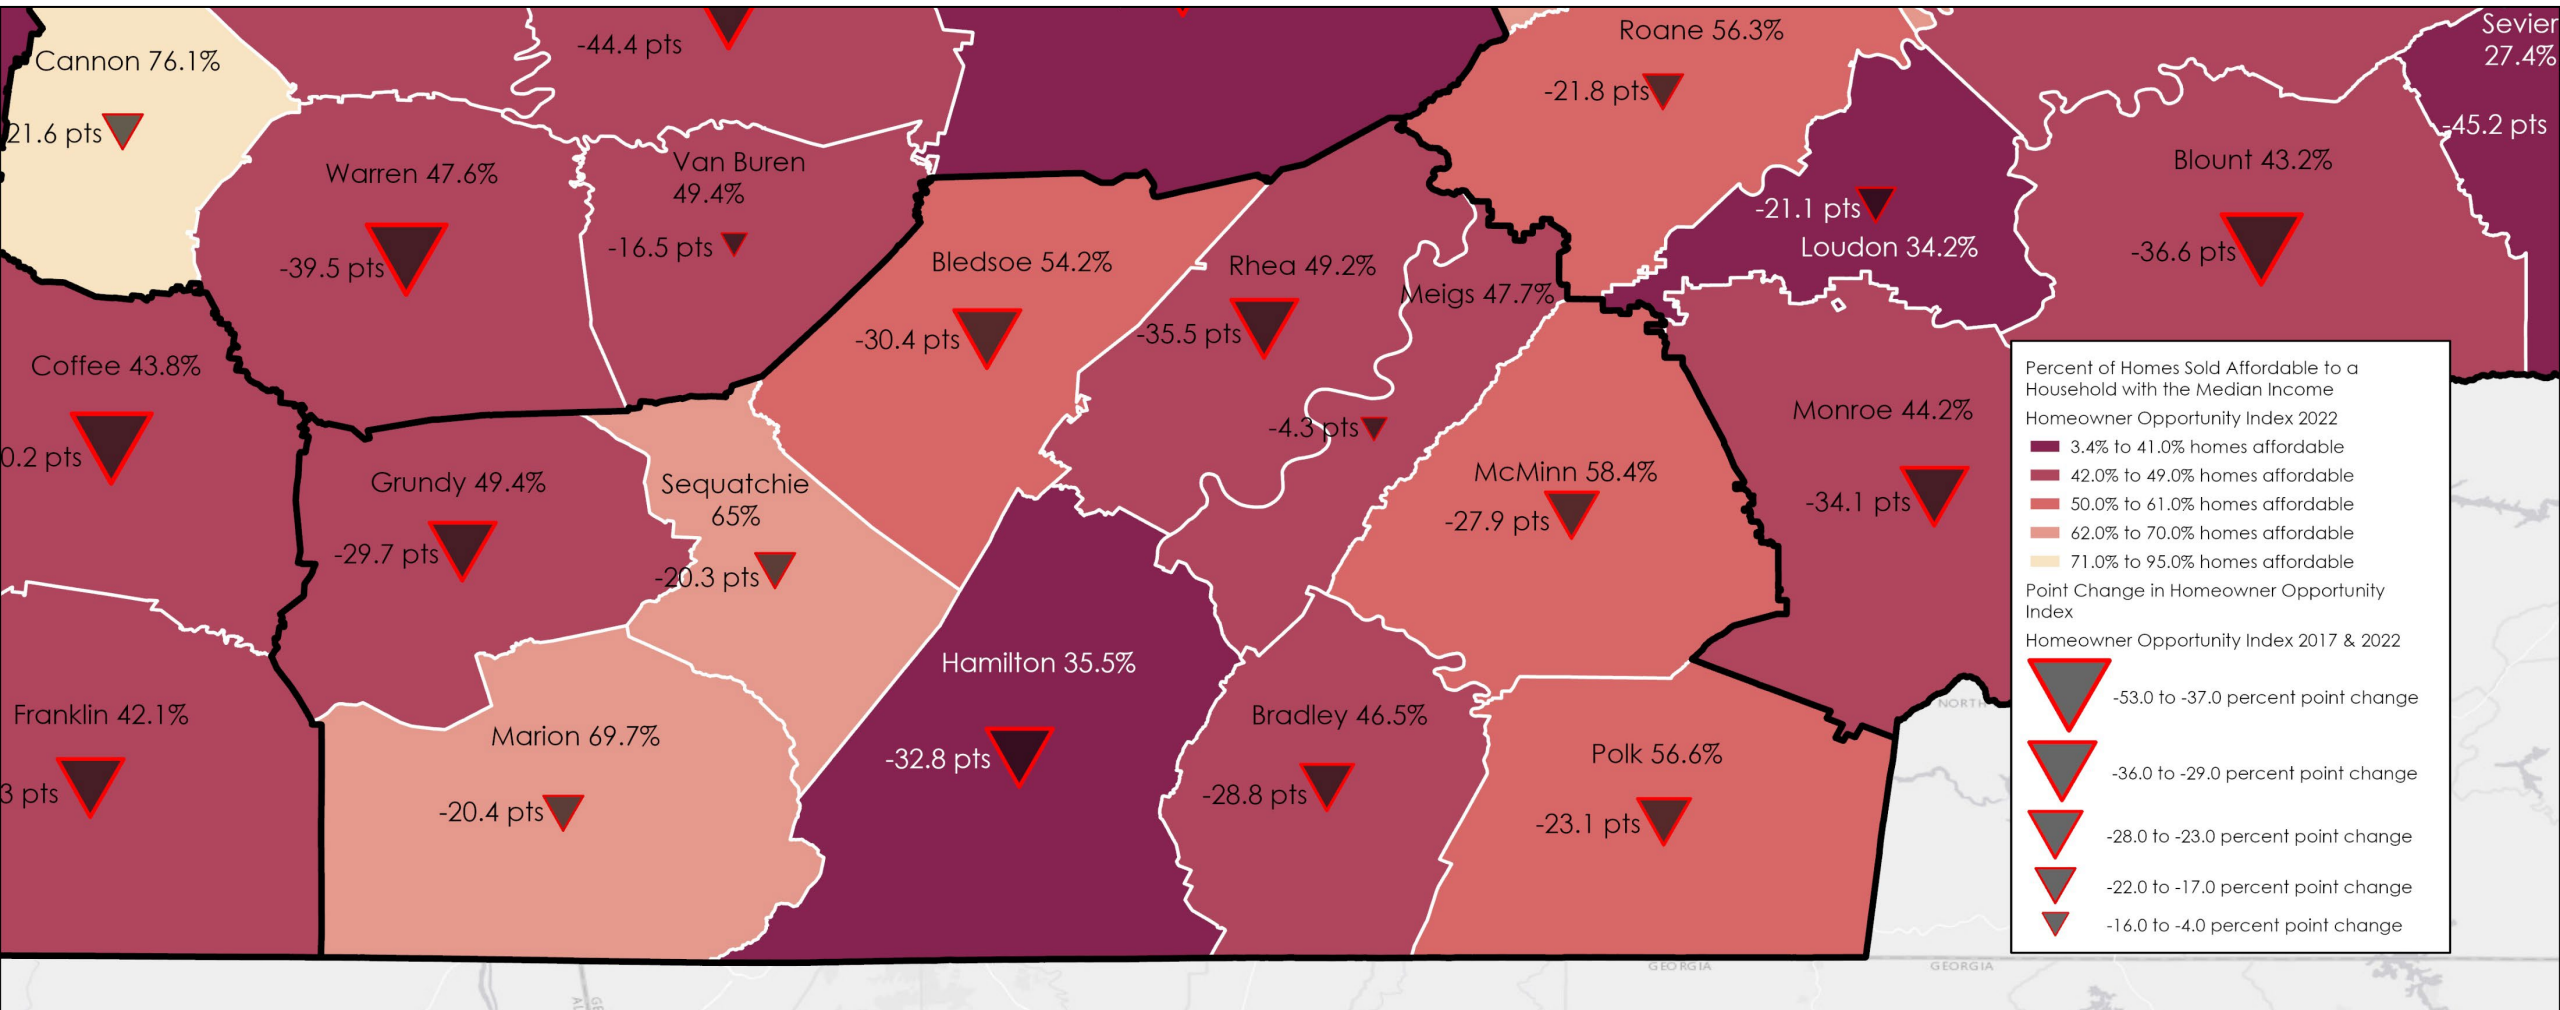 Cannon 76.1%
21.6 pts
-44.4 pts
Roane 56.3%
-21.8 pts
Sevier
27.4%
-45.2 pts
Warren 47.6%
-39.5 pts
Van Buren
49.4%
-16.5 pts
Bledsoe 54.2%
-30.4 pts
Rhea 49.2%
-35.5 pts
Meigs 47.7%
-4.3 pts
-21.1 pts
Loudon 34.2%
Blount 43.2%
-36.6 pts
Coffee 43.8%
0.2 pts
Grundy 49.4%
-29.7 pts
Sequatchie
65%
-20.3 pts
McMinn 58.4%
-27.9 pts
Monroe 44.2%
-34.1 pts
Franklin 42.1%
3 pts
Marion 69.7%
-20.4 pts
Hamilton 35.5%
-32.8 pts
Bradley 46.5%
-28.8 pts
Polk 56.6%
-23.1 pts
Percent of Homes Sold Affordable to a
Household with the Median Income
Homeowner Opportunity Index 2022
3.4% to 41.0% homes affordable
42.0% to 49.0% homes affordable
50.0% to 61.0% homes affordable
62.0% to 70.0% homes affordable
71.0% to 95.0% homes affordable
Point Change in Homeowner Opportunity
Index
Homeowner Opportunity Index 2017 & 2022
-53.0 to -37.0 percent point change
-36.0 to -29.0 percent point change
-28.0 to -23.0 percent point change
-22.0 to -17.0 percent point change
-16.0 to -4.0 percent point change
NORTH
GEORGIA
GEORGIA